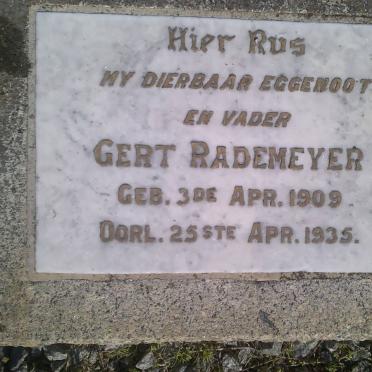 Hier Rus
MY DIERBAAR EGGENOOT
EN VADER
GERT RADEMEYER
GEB. 3DE APR. 1909
OORL. 25STE APR. 1935.